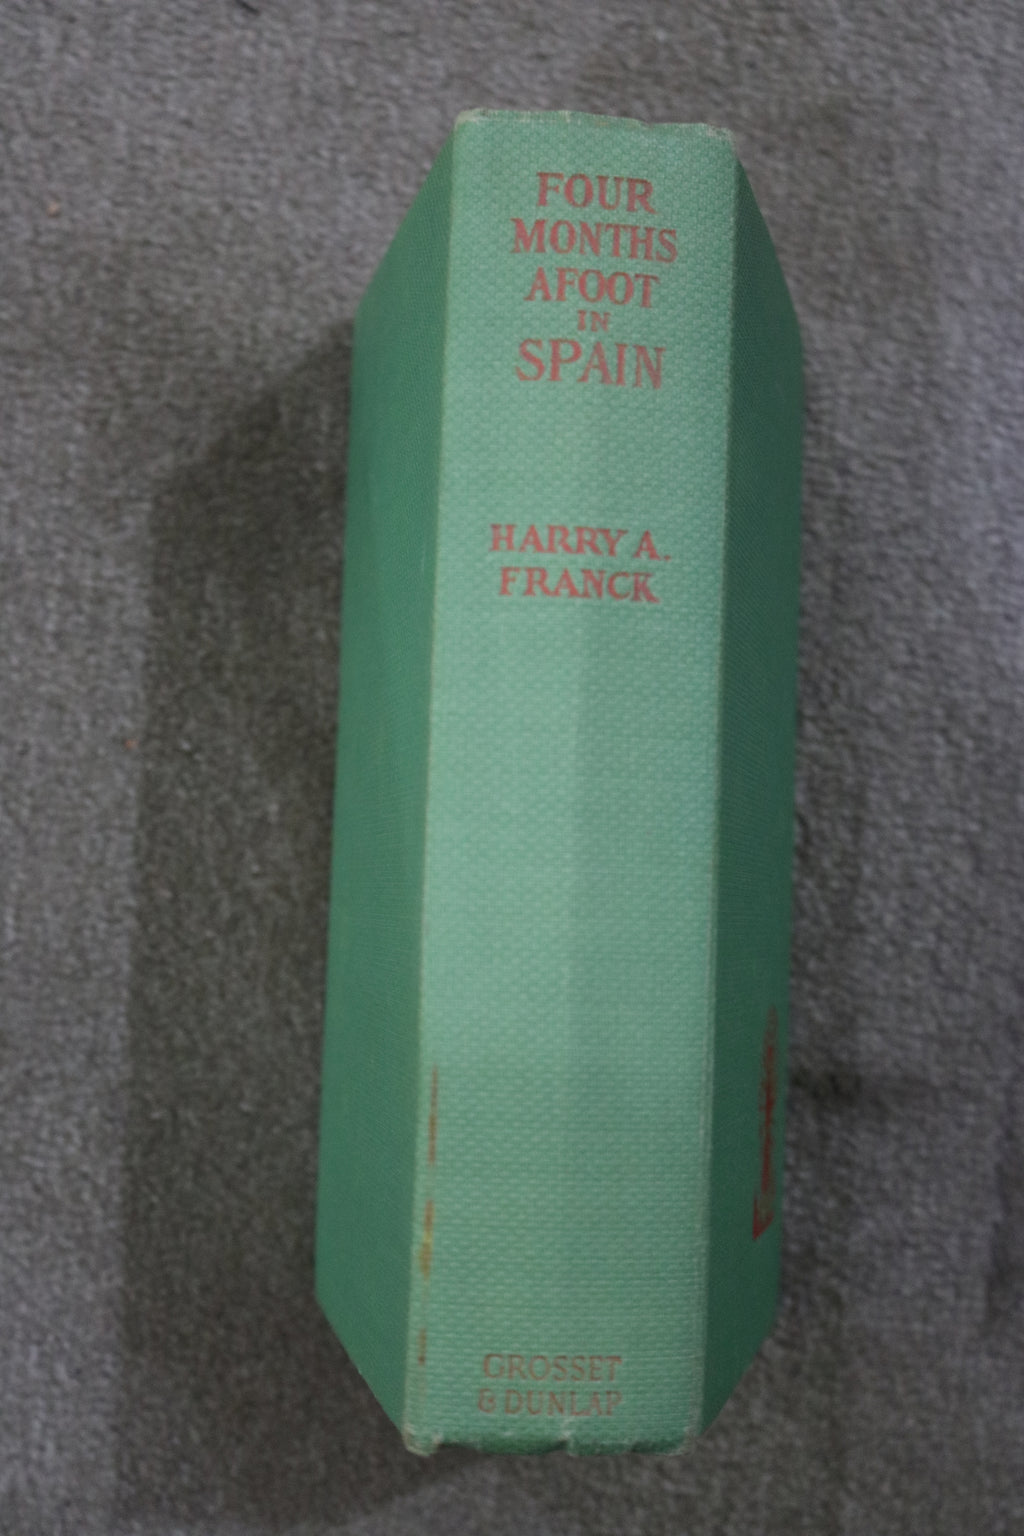 FOUR
MONTHS
AFOOT
IN
SPAIN
HARRY A.
FRANCK
GROSSET
& DUNLAP